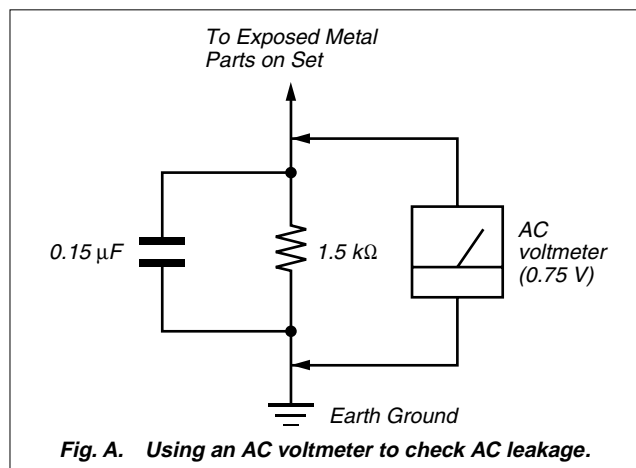 To Exposed Metal
Parts on Set
0.15 µF
1.5 kΩ
AC
voltmeter
(0.75 V)
Earth Ground
Fig. A. Using an AC voltmeter to check AC leakage.